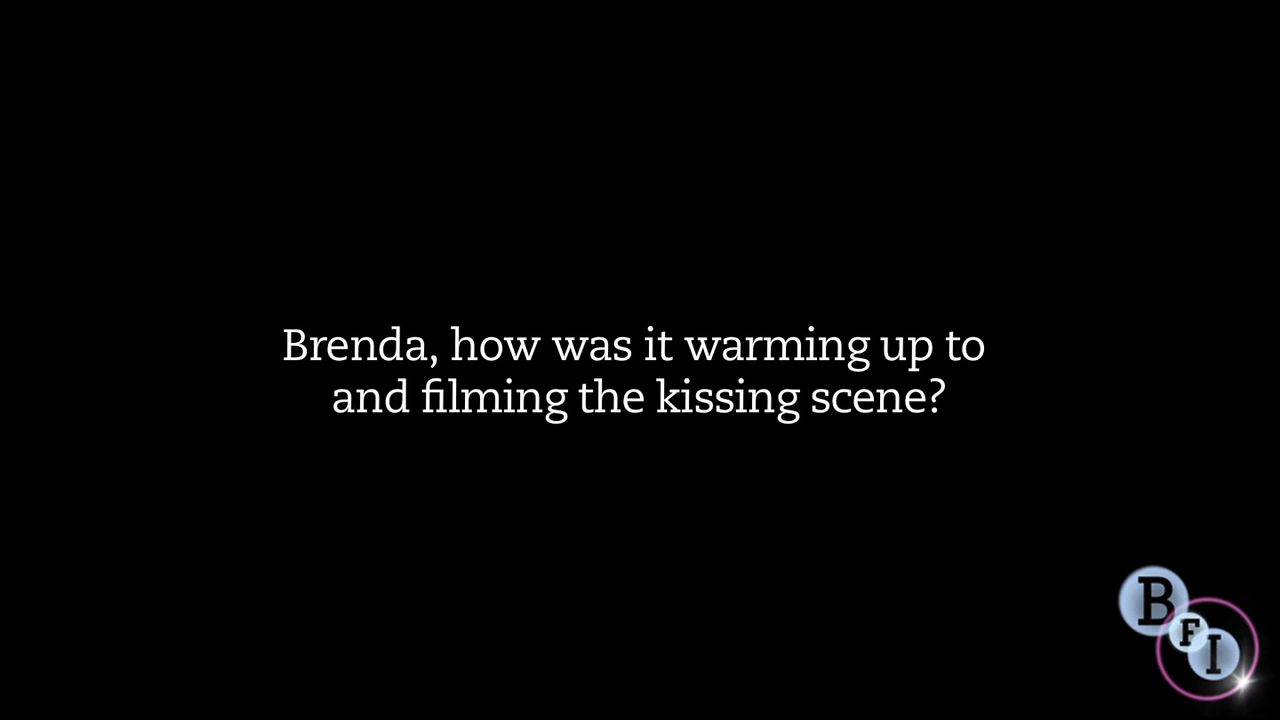 Brenda, how was it warming up to
and filming the kissing scene?
BFI